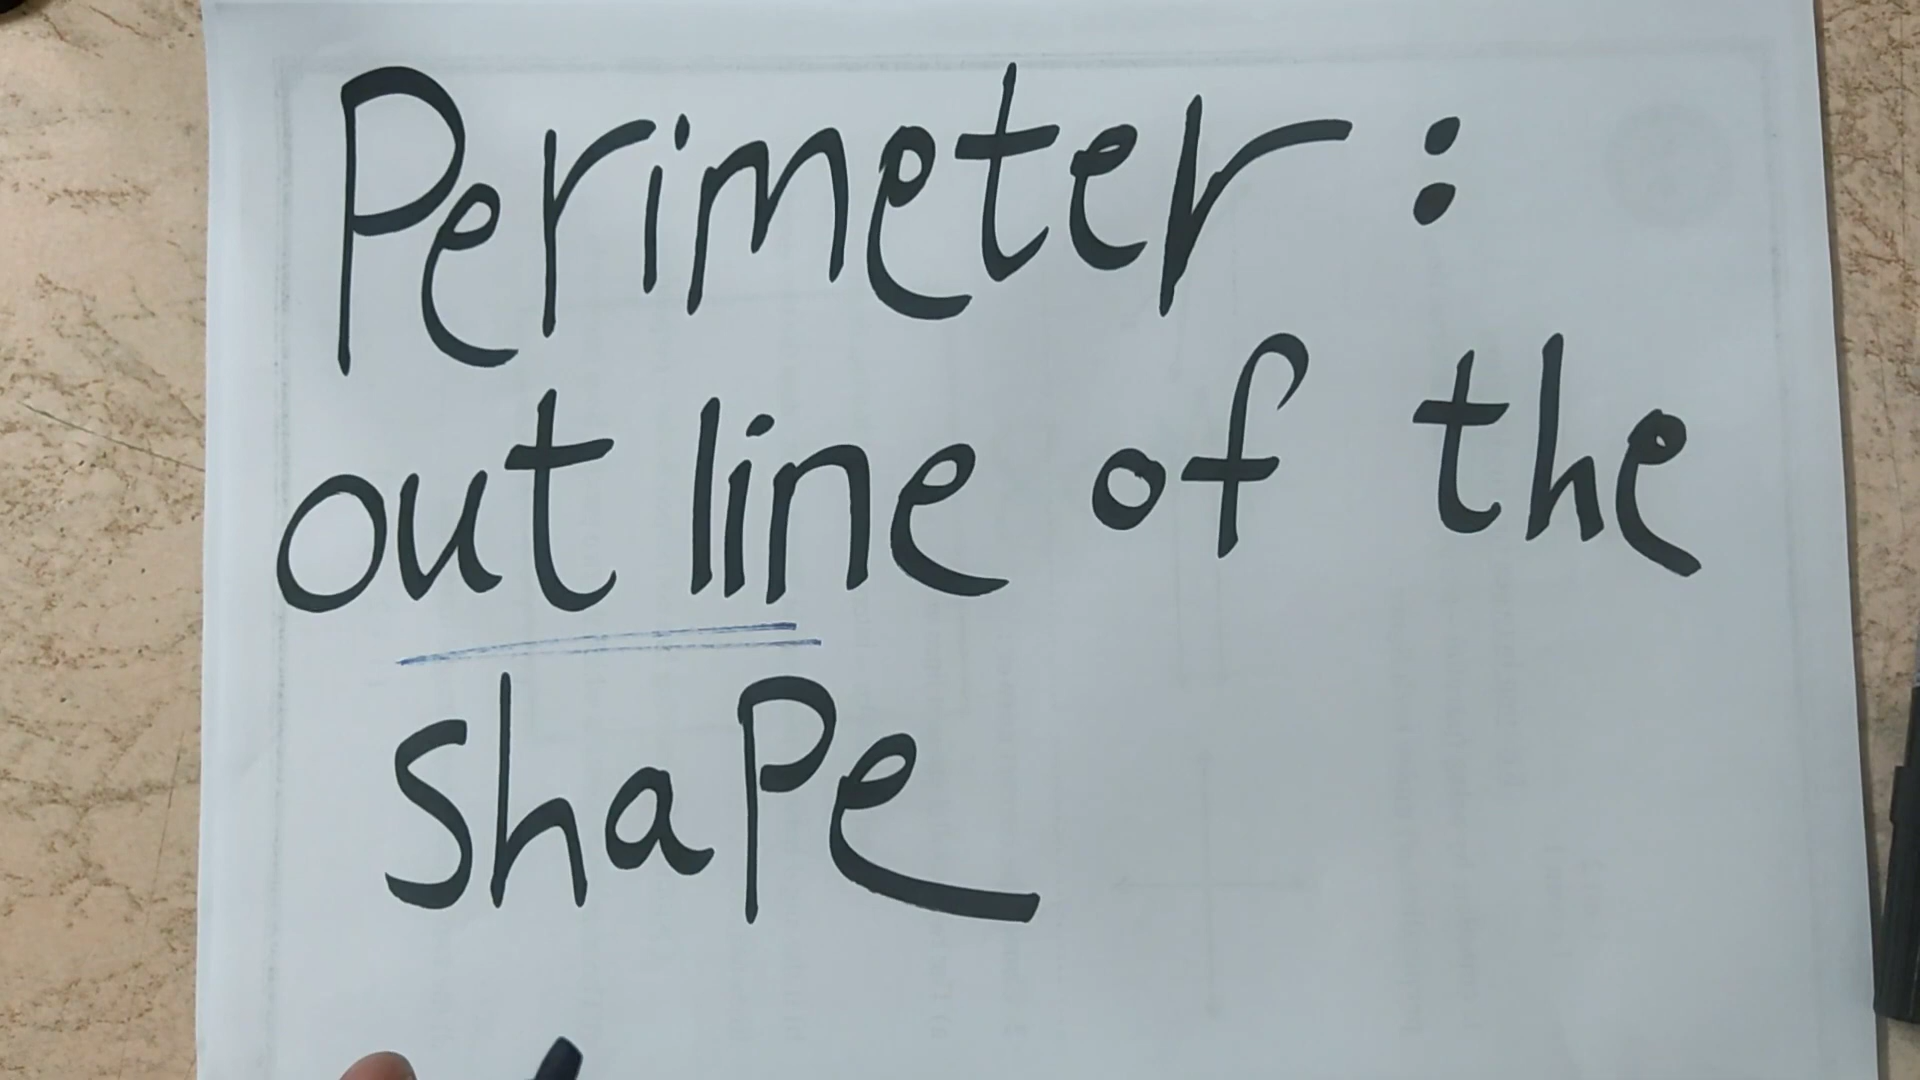 Perimeter :
out line of the
shape